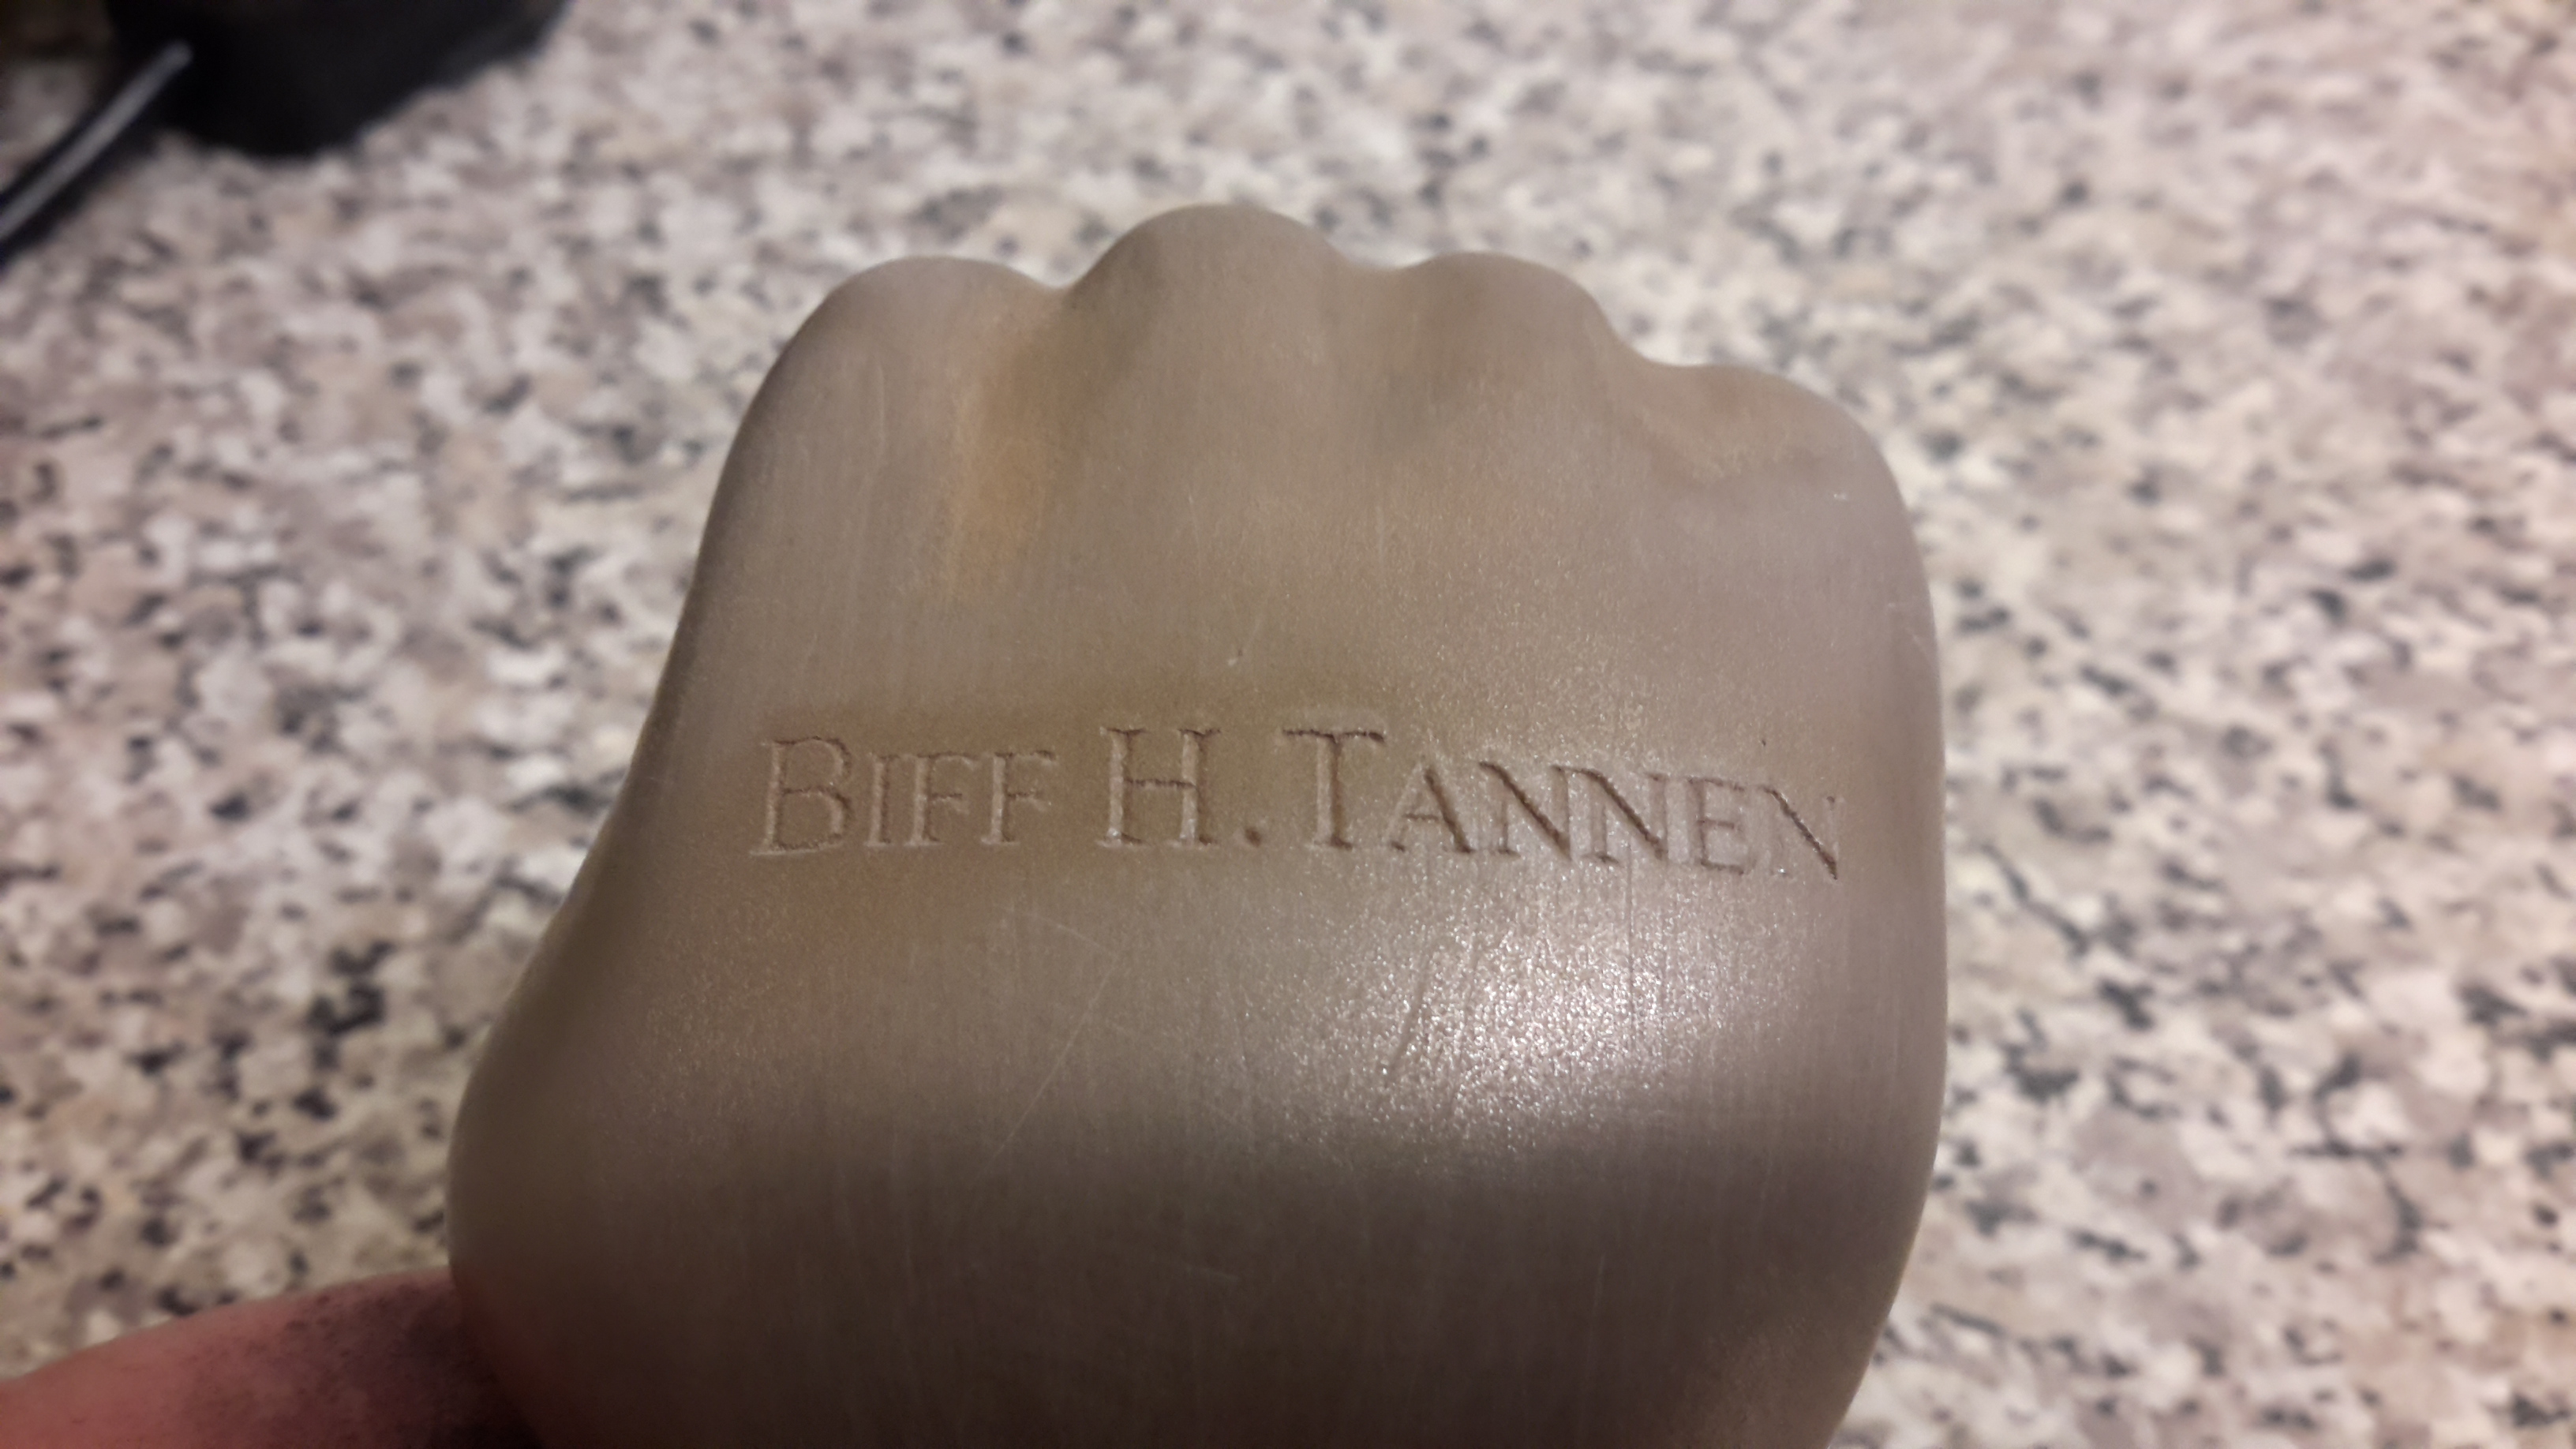 BIFF H. TANNEN